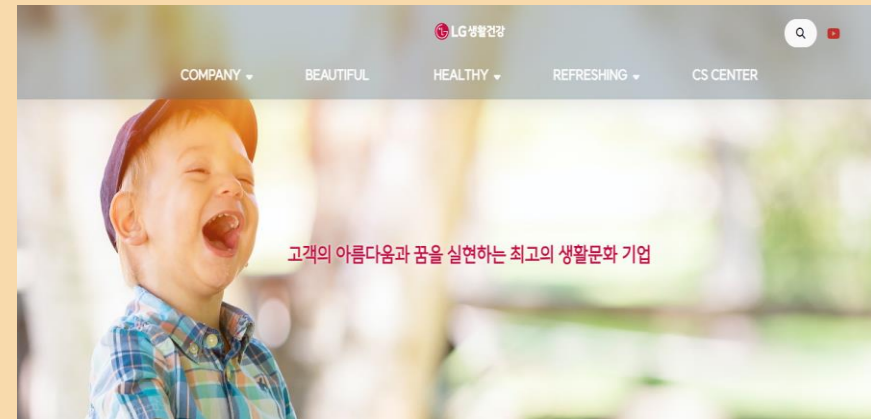 LG생활건강
COMPANY
BEAUTIFUL
HEALTHY
REFRESHING
CS CENTER
고객의 아름다움과 꿈을 실현하는 최고의 생활문화 기업